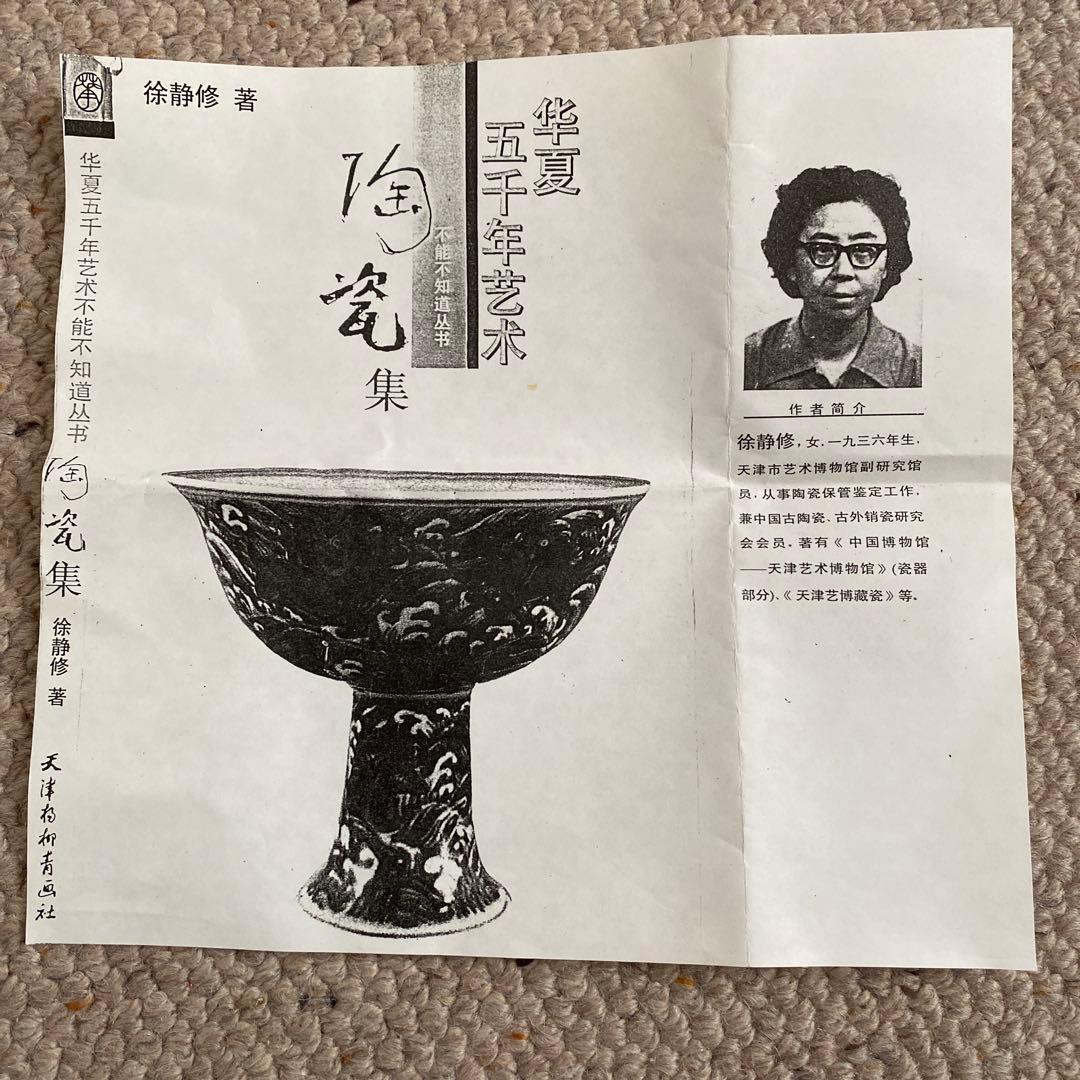 华夏五千年艺术不能不知道丛书
陶瓷集
徐静修 著
天津杨柳青画社
徐静修 著
华夏
五千年艺术
不能不知道丛书
陶瓷
集
作者简介
徐静修，女，一九三六年生，
天津市艺术博物馆副研究馆
员，从事陶瓷保管鉴定工作，
兼中国古陶瓷、古外销瓷研究
会会员。著有《中国博物馆
——天津艺术博物馆》(瓷器
部分)、《天津艺博藏瓷》等。